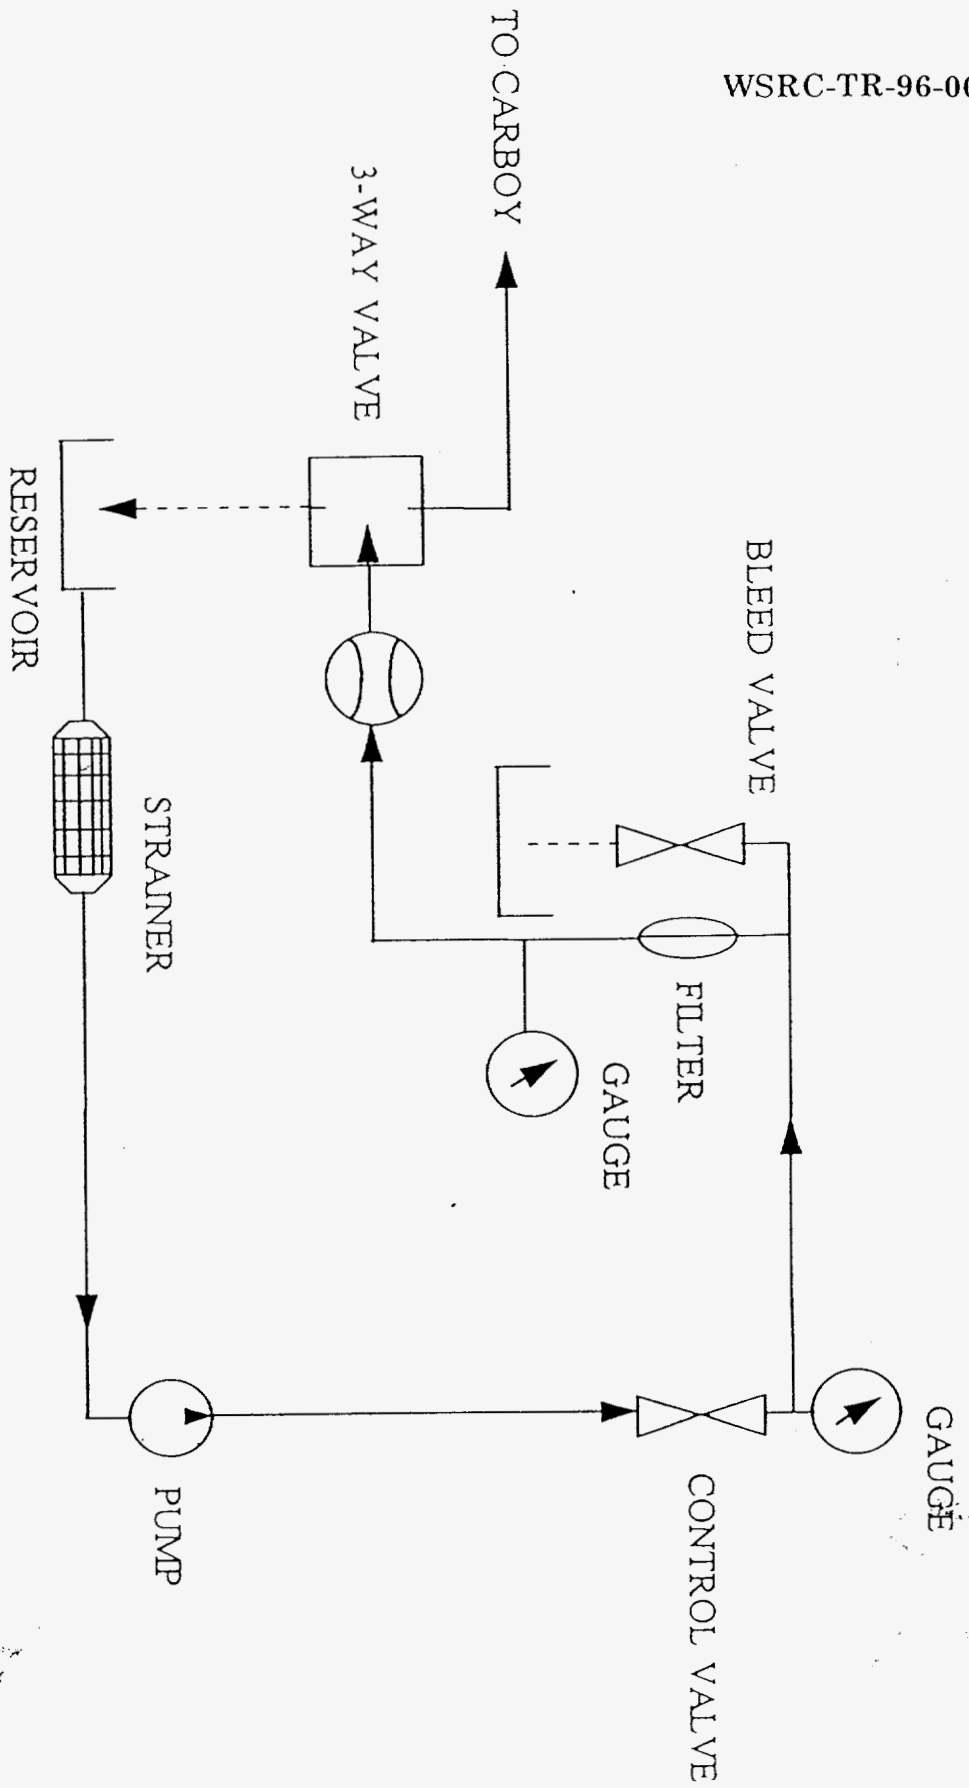 WSRC-TR-96-00
TO CARBOY
3-WAY VALVE
RESERVOIR
BLEED VALVE
STRAINER
FILTER
GAUGE
GAUGE
PUMP
CONTROL VALVE